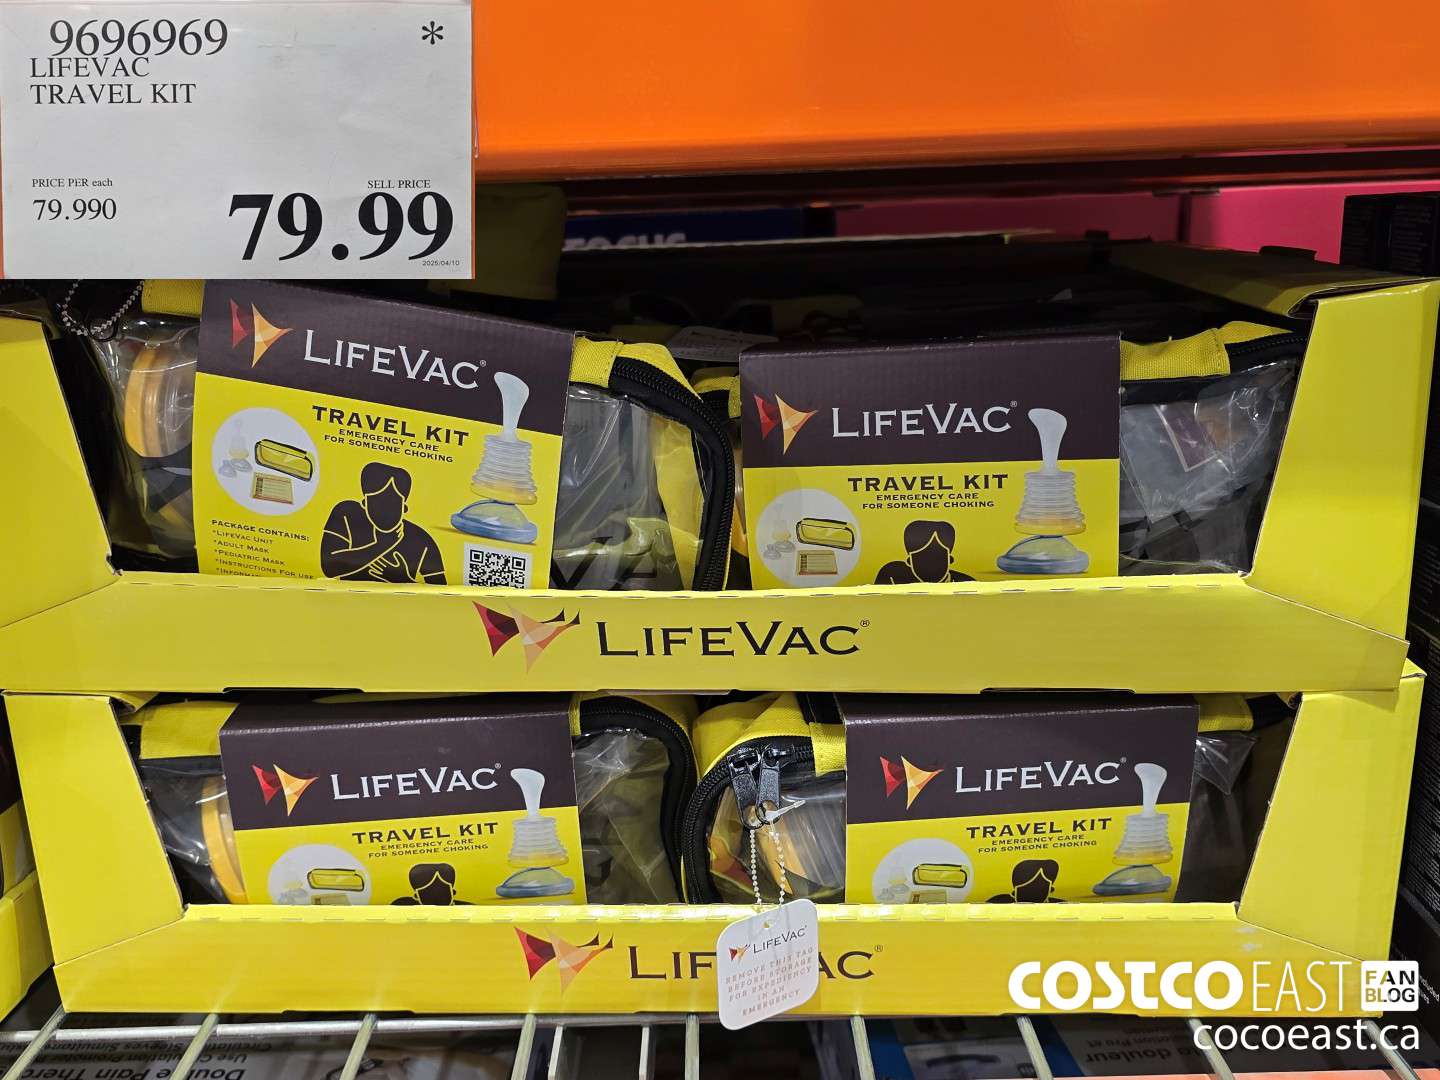 9696969 *
LIFEVAC
TRAVEL KIT
PRICE PER each
79.990
SELL PRICE
79.99
2025/04/10
LIFEVAC®
TRAVEL KIT
EMERGENCY CARE
FOR SOMEONE CHOKING
PACKAGE CONTAINS:
*LIFEVAC UNIT
*ADULT MASK
*PEDIATRIC MASK
*INSTRUCTIONS FOR USE
LIFEVAC®
TRAVEL KIT
EMERGENCY CARE
FOR SOMEONE CHOKING
LIFEVAC®
LIFEVAC®
TRAVEL KIT
EMERGENCY CARE
FOR SOMEONE CHOKING
LIFEVAC®
TRAVEL KIT
EMERGENCY CARE
FOR SOMEONE CHOKING
LIFEVAC
REMOVE THIS TAG
BEFORE STORAGE
FOR EXPEDIENCY
IN AN
EMERGENCY
LIF AC®
COSTCO EAST FAN BLOG
cocoeast.ca